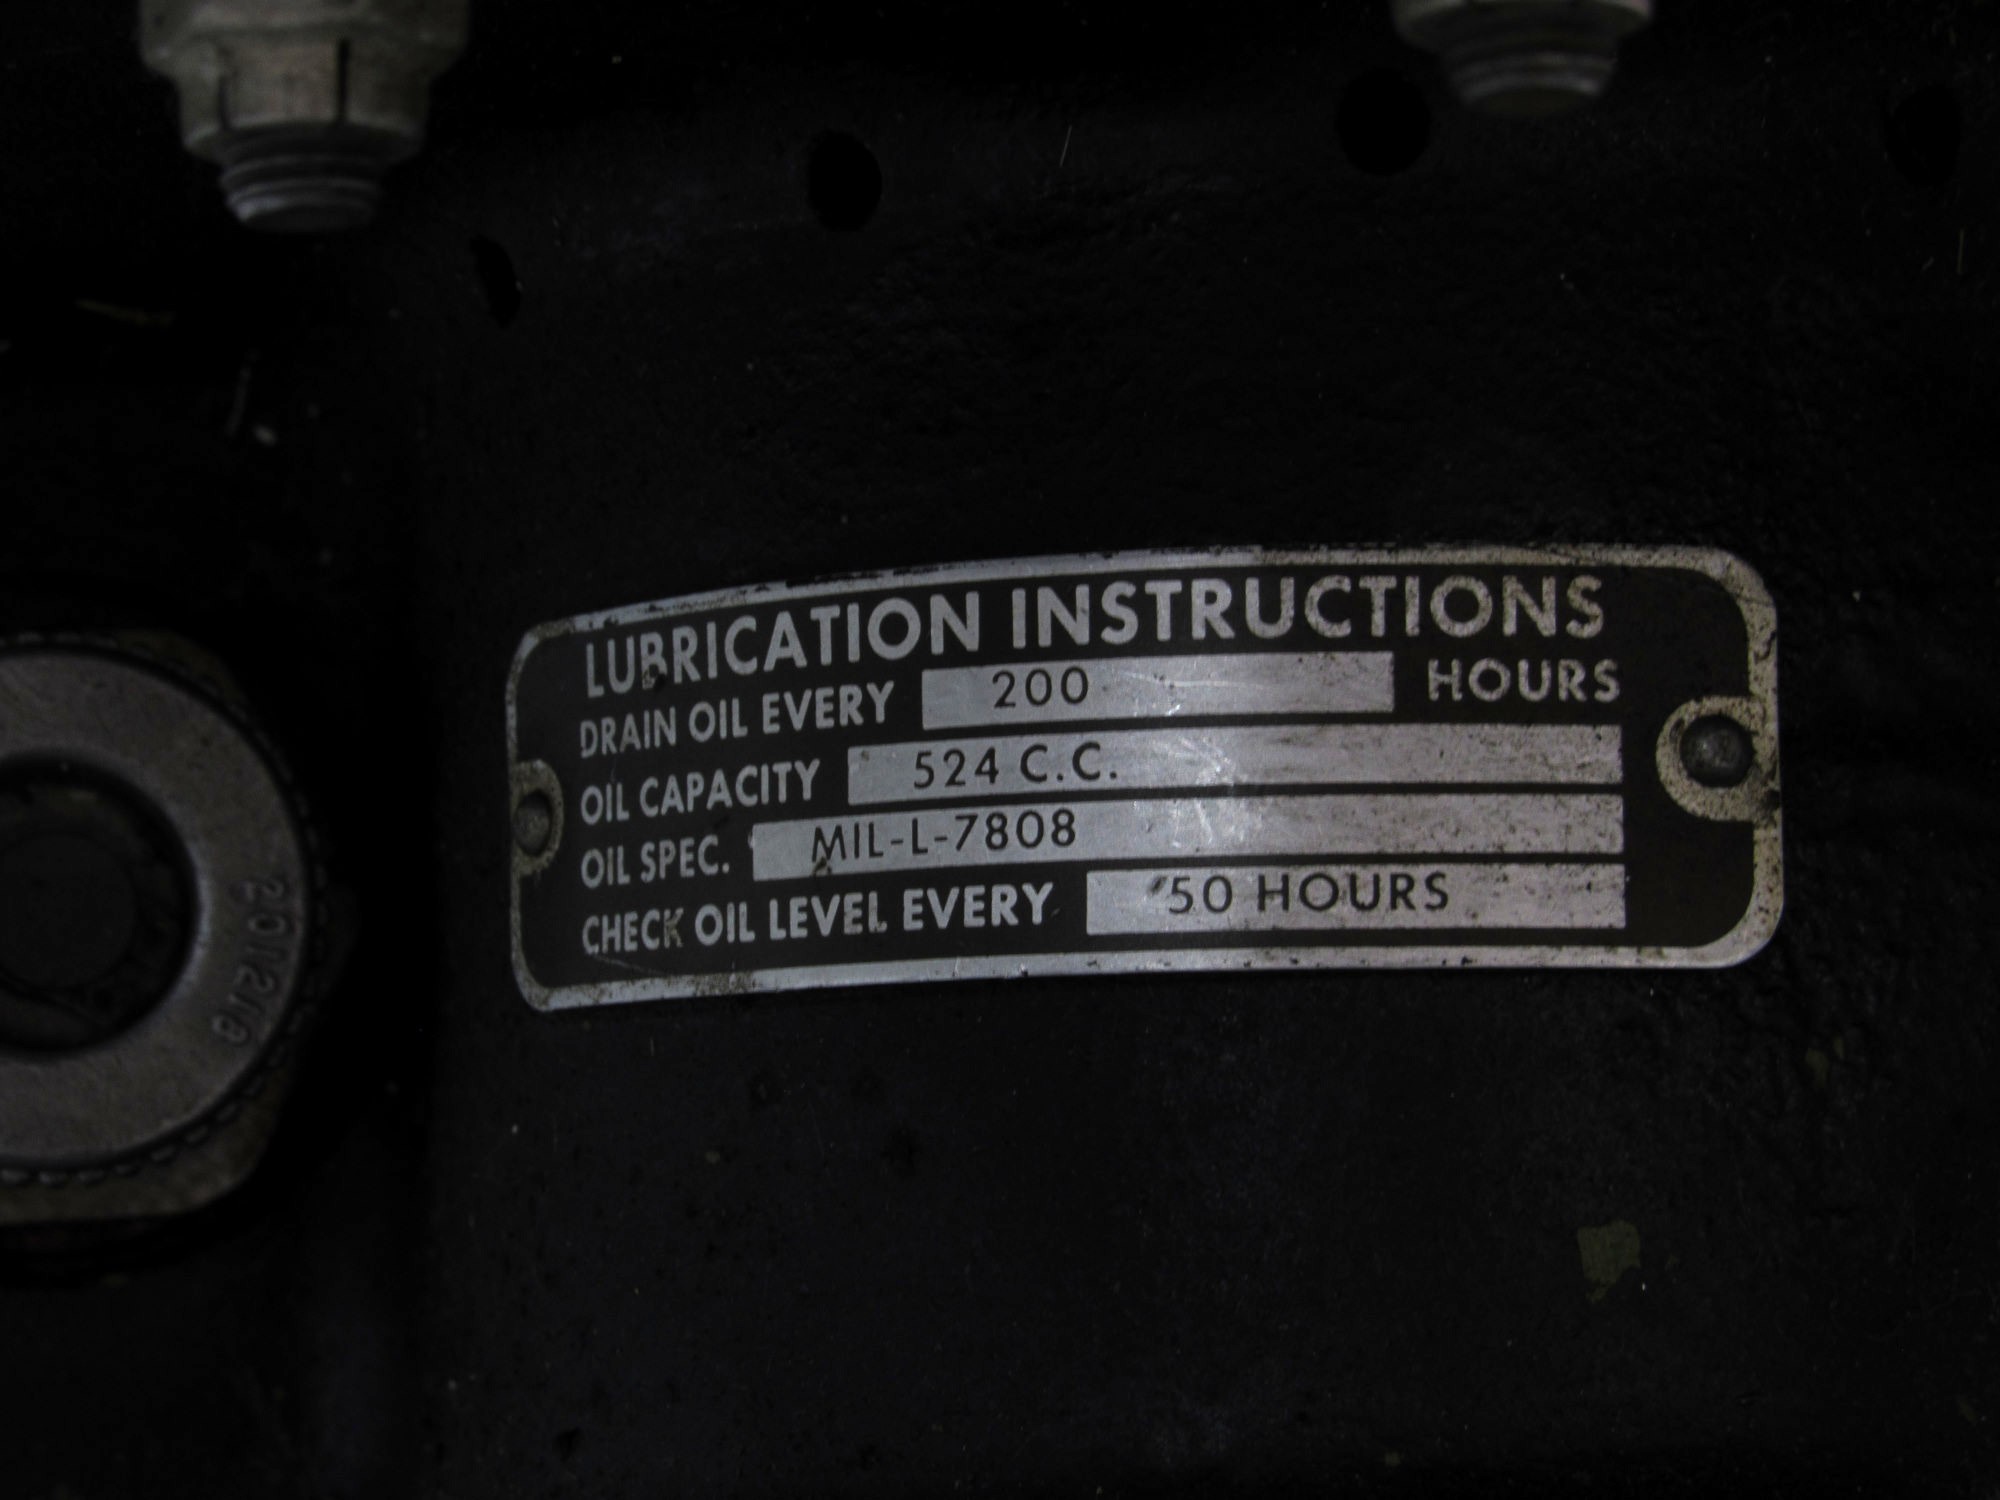 LUBRICATION INSTRUCTIONS
DRAIN OIL EVERY 200 HOURS
OIL CAPACITY 524 C.C.
OIL SPEC. MIL-L-7808
CHECK OIL LEVEL EVERY 50 HOURS